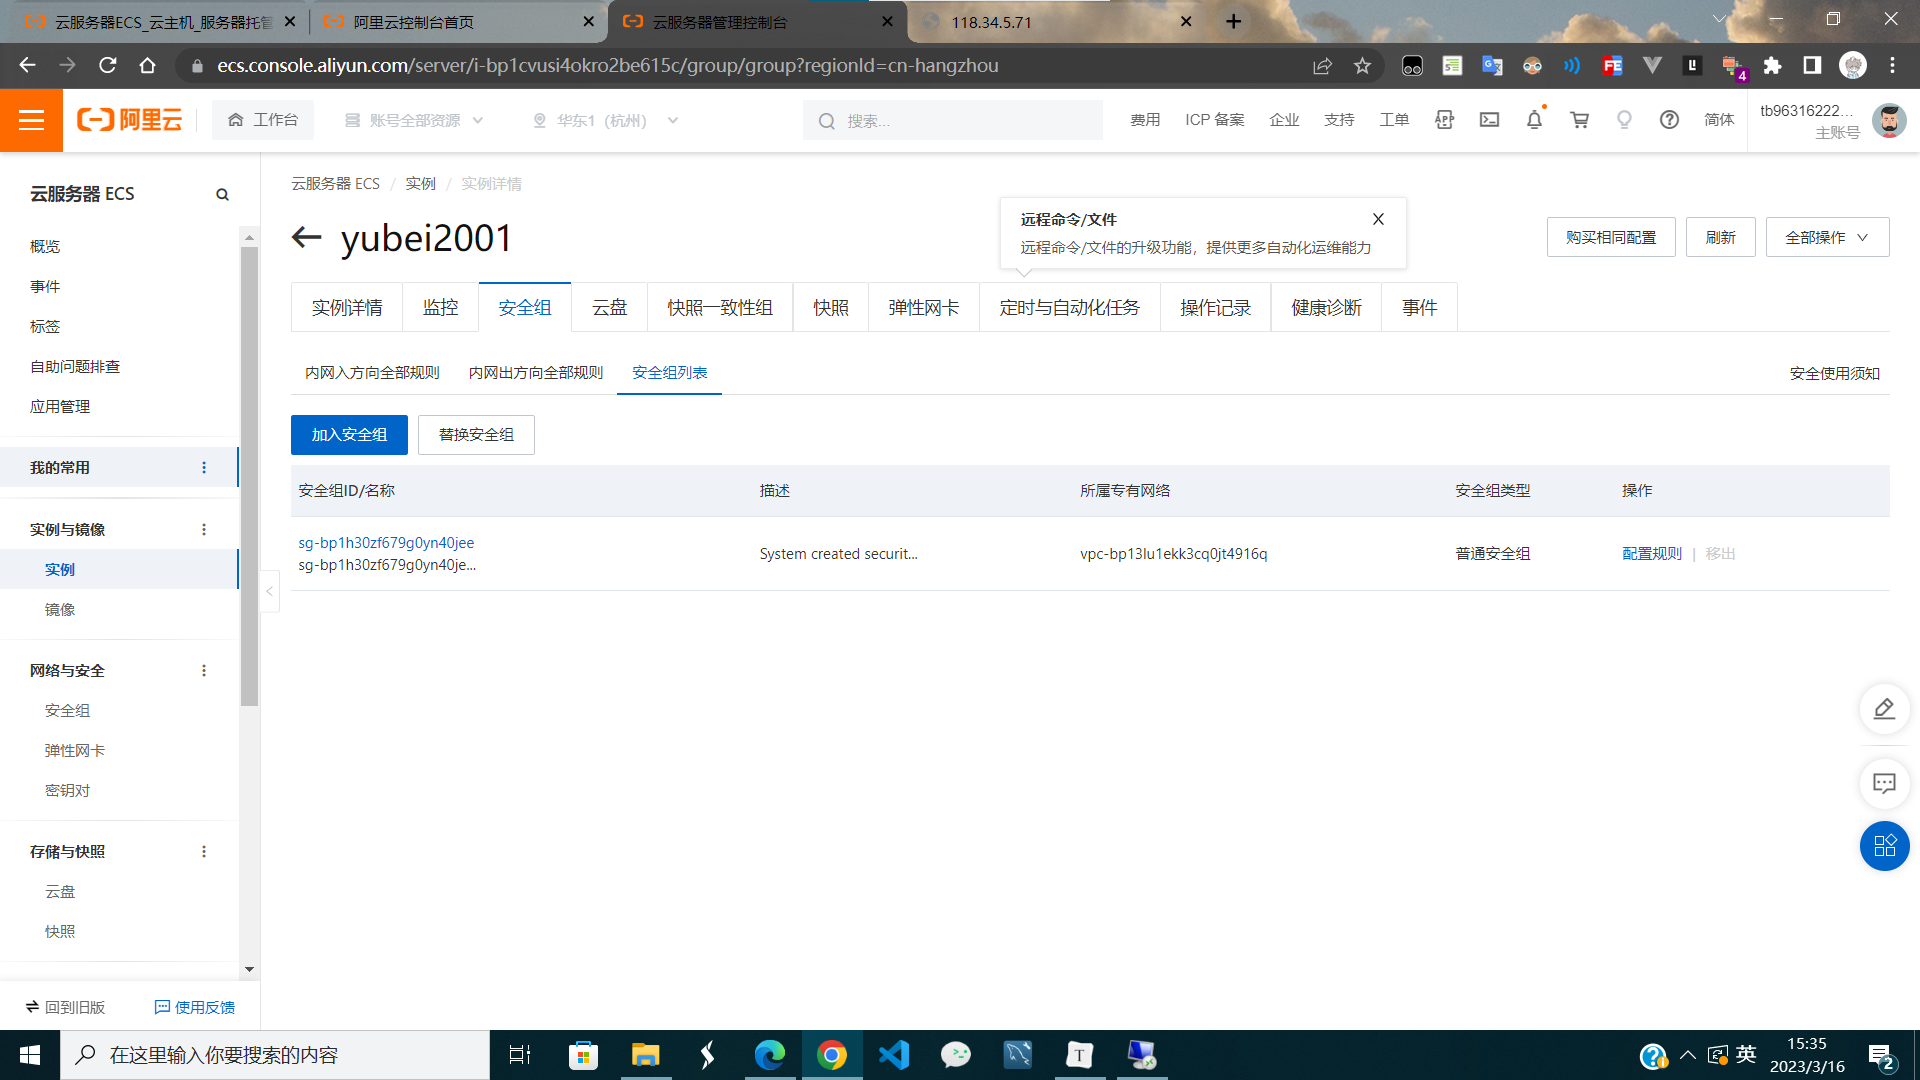 云服务器ECS_云主机_服务器托管
阿里云控制台首页
云服务器管理控制台
118.34.5.71
ecs.console.aliyun.com/server/i-bp1cvusi4okro2be615c/group/group?regionId=cn-hangzhou
4
阿里云
工作台
账号全部资源
华东1（杭州）
搜索...
费用
ICP 备案
企业
支持
工单
APP
简体
tb96316222...
主账号
云服务器 ECS
云服务器 ECS / 实例 / 实例详情
yubei2001
远程命令/文件
远程命令/文件的升级功能，提供更多自动化运维能力
购买相同配置
刷新
全部操作
实例详情
监控
安全组
云盘
快照一致性组
快照
弹性网卡
定时与自动化任务
操作记录
健康诊断
事件
内网入方向全部规则
内网出方向全部规则
安全组列表
安全使用须知
加入安全组
替换安全组
安全组ID/名称
描述
所属专有网络
安全组类型
操作
sg-bp1h30zf679g0yn40jee
sg-bp1h30zf679g0yn40je...
System created securit...
vpc-bp13lu1ekk3cq0jt4916q
普通安全组
配置规则 | 移出
概览
事件
标签
自助问题排查
应用管理
我的常用
实例与镜像
实例
镜像
网络与安全
安全组
弹性网卡
密钥对
存储与快照
云盘
快照
回到旧版
使用反馈
在这里输入你要搜索的内容
英
15:35
2023/3/16
2